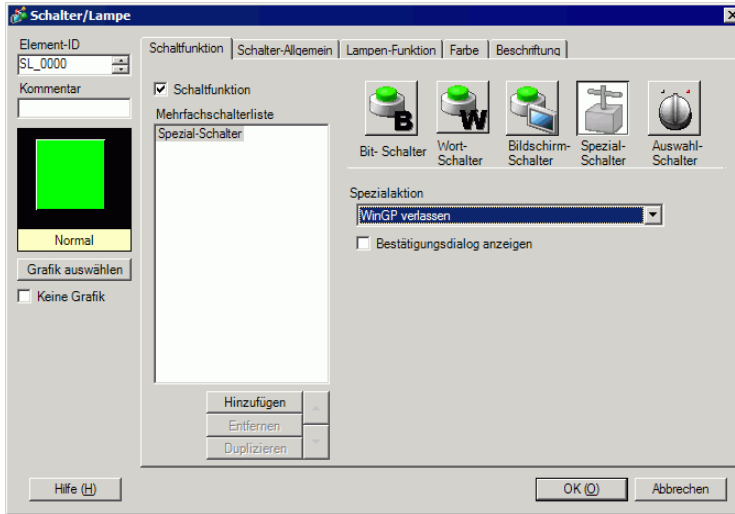 Schalter/Lampe
Element-ID
SL_0000
Kommentar
Normal
Grafik auswählen
Keine Grafik
Schaltfunktion
Schalter-Allgemein
Lampen-Funktion
Farbe
Beschriftung
Schaltfunktion
Mehrfachschalterliste
Spezial-Schalter
Hinzufügen
Entfernen
Duplizieren
B
W
Bit- Schalter
Wort-
Schalter
Bildschirm-
Schalter
Spezial-
Schalter
Auswahl-
Schalter
Spezialaktion
WinGP verlassen
Bestätigungsdialog anzeigen
Hilfe (H)
OK (O)
Abbrechen